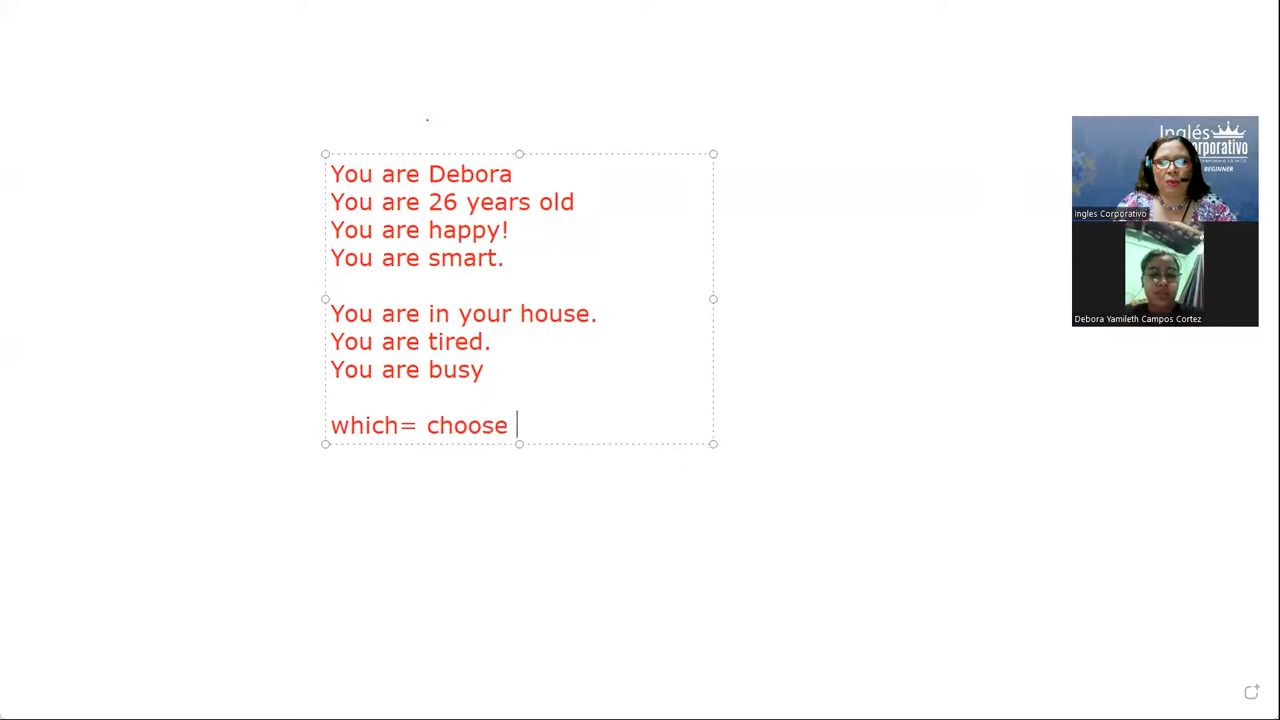 You are Debora
You are 26 years old
You are happy!
You are smart.
You are in your house.
You are tired.
You are busy
which= choose
Inglés
Corporativo
BEGINNER
Ingles Corporativo
Debora Yamileth Campos Cortez